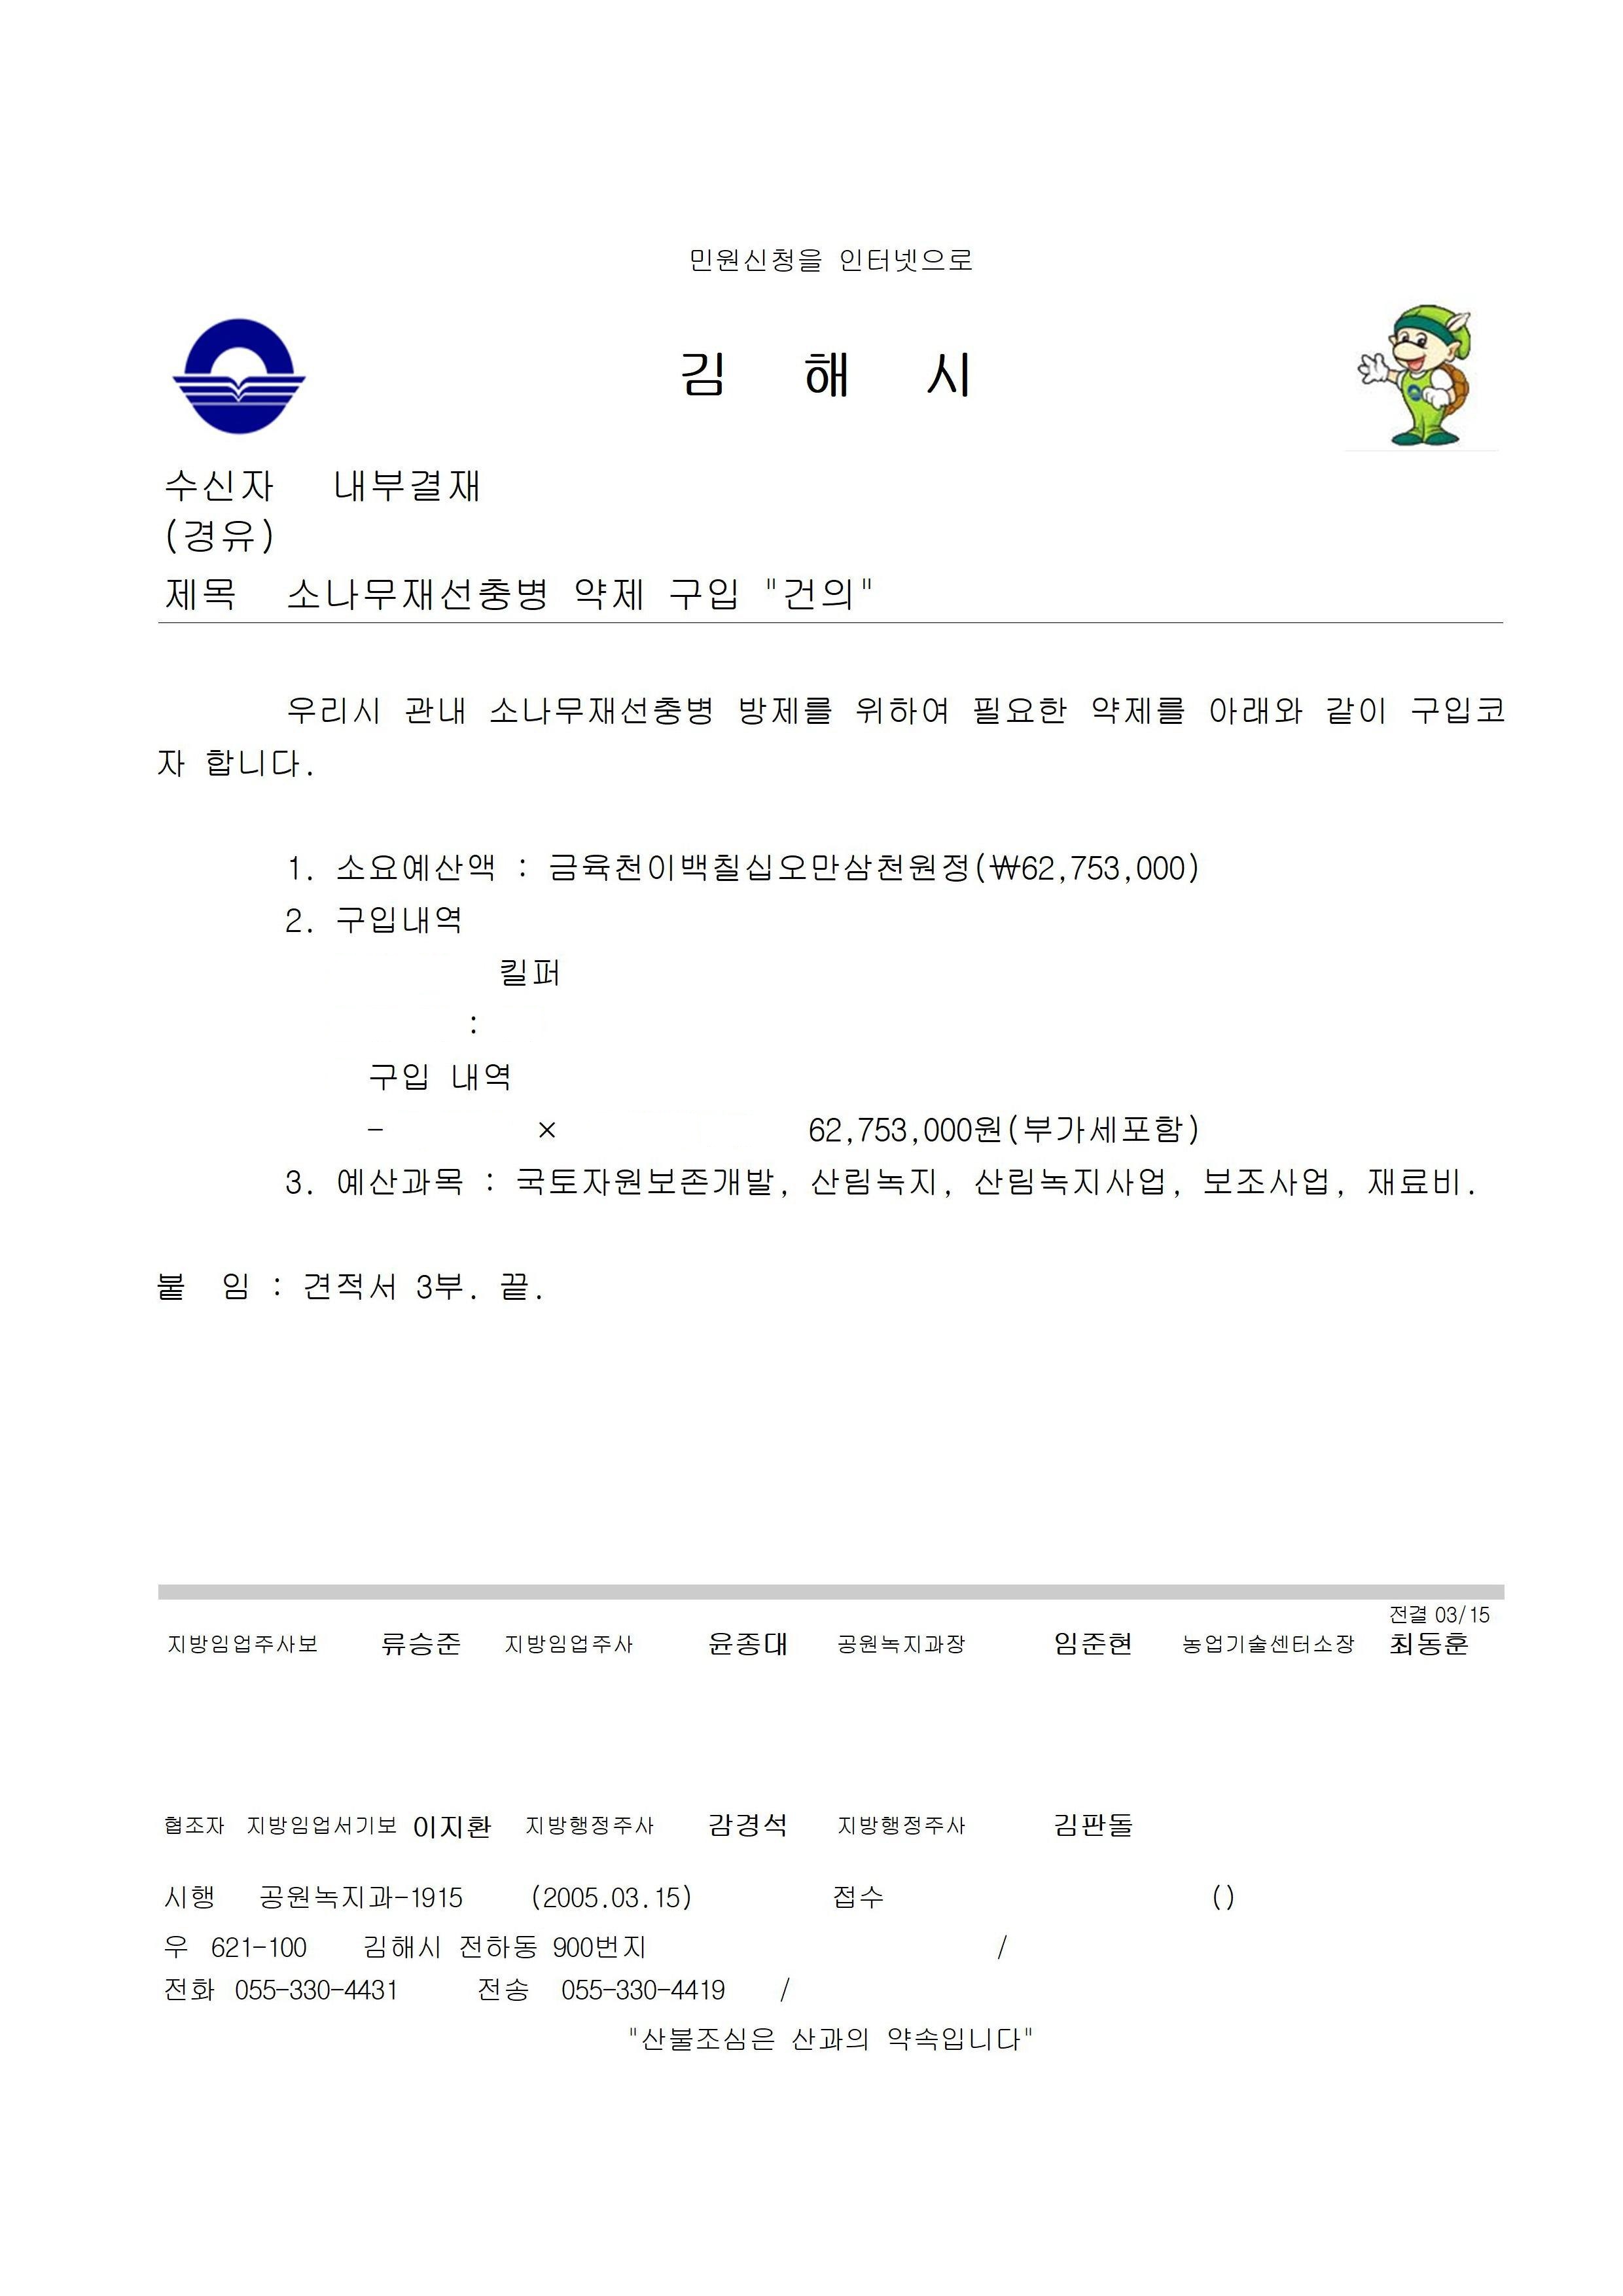 민원신청을 인터넷으로
김 해 시
수신자 내부결재
(경유)
제목 소나무재선충병 약제 구입 "건의"
우리시 관내 소나무재선충병 방제를 위하여 필요한 약제를 아래와 같이 구입코
자 합니다.
1. 소요예산액 : 금육천이백칠십오만삼천원정(₩62,753,000)
2. 구입내역
킬퍼
:
구입 내역
- × 62,753,000원(부가세포함)
3. 예산과목 : 국토자원보존개발, 산림녹지, 산림녹지사업, 보조사업, 재료비.
붙 임 : 견적서 3부. 끝.
전결 03/15
지방임업주사보 류승준 지방임업주사 윤종대 공원녹지과장 임준현 농업기술센터소장 최동훈
협조자 지방임업서기보 이지환 지방행정주사 감경석 지방행정주사 김판돌
시행 공원녹지과-1915 (2005.03.15) 접수 ()
우 621-100 김해시 전하동 900번지 /
전화 055-330-4431 전송 055-330-4419 /
"산불조심은 산과의 약속입니다"